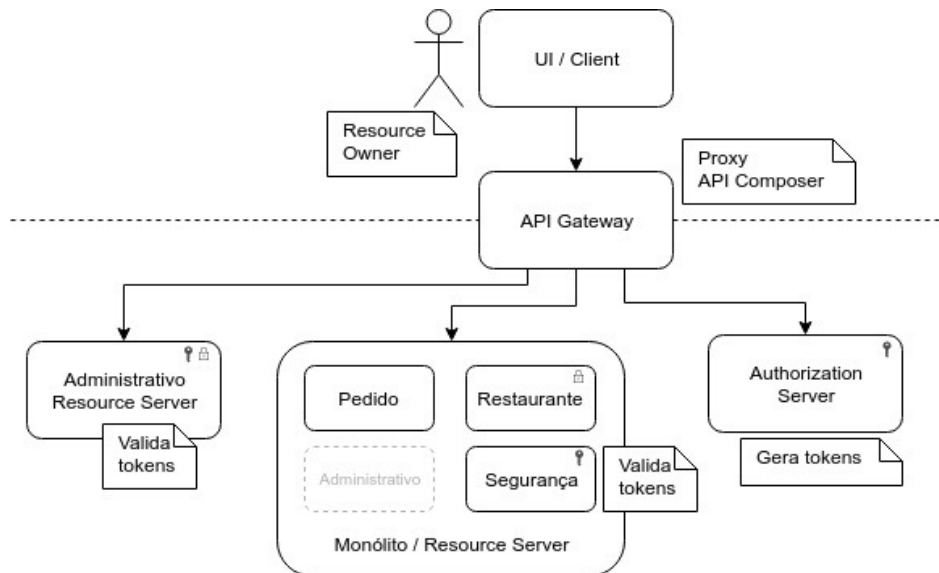 UI / Client
Resource
Owner
Proxy
API Composer
API Gateway
Administrativo
Resource Server
Valida
tokens
Pedido
Restaurante
Administrativo
Segurança
Valida
tokens
Monólito / Resource Server
Authorization
Server
Gera tokens